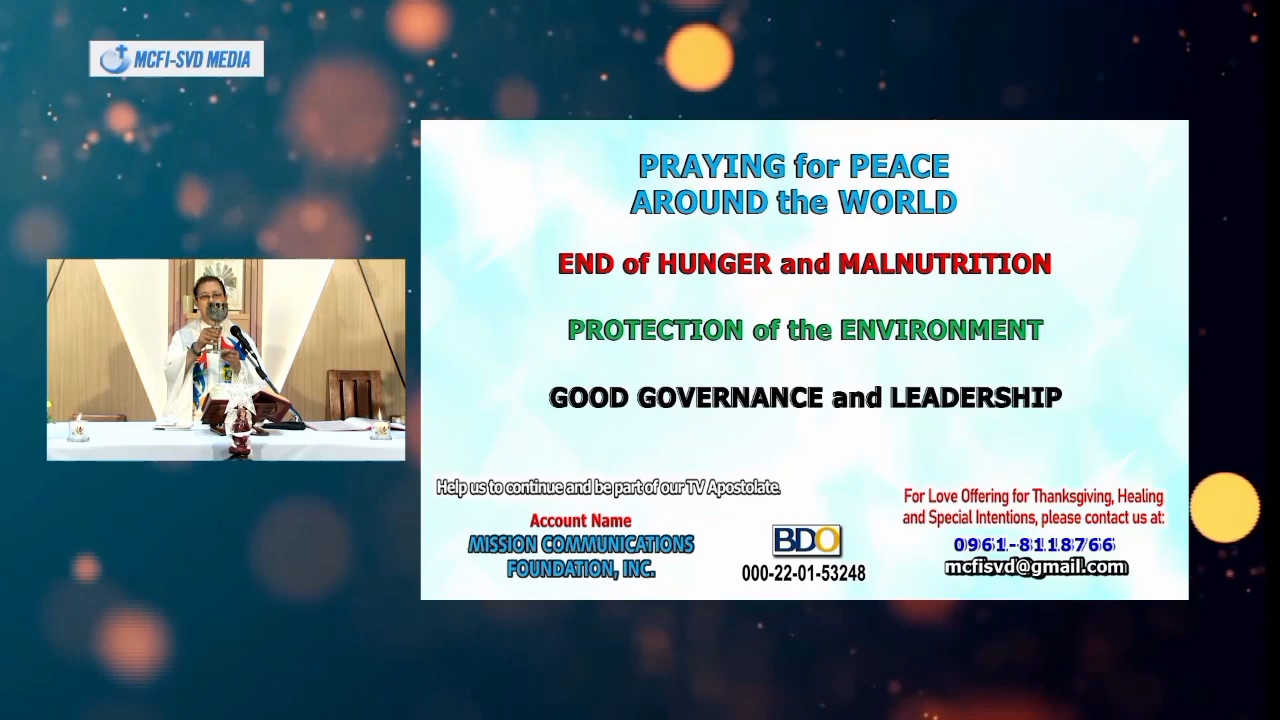 MCFI-SVD MEDIA
PRAYING for PEACE
AROUND the WORLD
END of HUNGER and MALNUTRITION
PROTECTION of the ENVIRONMENT
GOOD GOVERNANCE and LEADERSHIP
Help us to continue and be part of our TV Apostolate.
Account Name
MISSION COMMUNICATIONS
FOUNDATION, INC.
BDO
000-22-01-53248
For Love Offering for Thanksgiving, Healing
and Special Intentions, please contact us at:
0961-8118766
mcfisvd@gmail.com